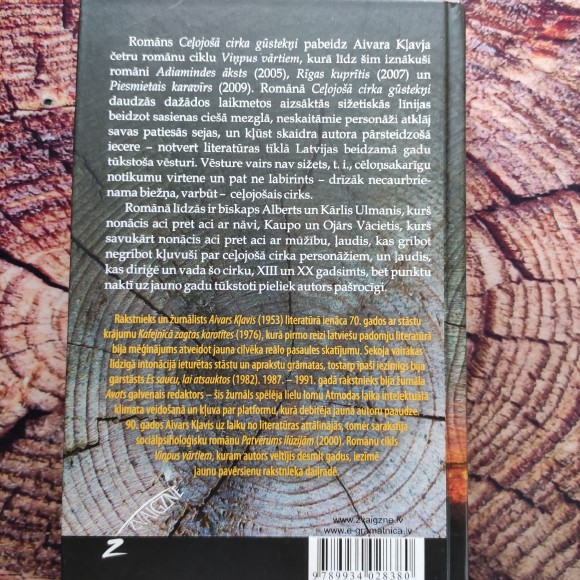 Romāns Ceļojošā cirka gūstekņi pabeidz Aivara Kļavja
četru romānu ciklu Viņpus vārtiem, kurā līdz šim iznākuši
romāni Adiamindes āksts (2005), Rīgas kuprītis (2007) un
Piesmietais karavīrs (2009). Romānā Ceļojošā cirka gūstekņi
daudzās dažādos laikmetos aizsāktās sižetiskās līnijas
beidzot sasienas ciešā mezglā, neskaitāmie personāži atklāj
savas patiesās sejas, un kļūst skaidra autora pārsteidzošā
iecere – notvert literatūras tīklā Latvijas beidzamā gadu
tūkstoša vēsturi. Vēsture vairs nav sižets, t. i., cēloņsakarīgu
notikumu virtene un pat ne labirints – drīzāk necaurbrie-
nama biežņa, varbūt – ceļojošais cirks.
Romānā līdzās ir bīskaps Alberts un Kārlis Ulmanis, kurš
nonācis aci pret aci ar nāvi, Kaupo un Ojārs Vācietis, kurš
savukārt nonācis aci pret aci ar mūžību, ļaudis, kas gribot
negribot kļuvuši par ceļojošā cirka personāžiem, un ļaudis,
kas diriģē un vada šo cirku, XIII un XX gadsimts, bet punktu
naktī uz jauno gadu tūkstoti pieliek autors pašrocīgi.
Rakstnieks un žurnālists Aivars Kļavis (1953) literatūrā ienāca 70. gados ar stāstu
krājumu Kafejnīcā zagtas karotītes (1976), kurā pirmo reizi latviešu padomju literatūrā
bija mēģinājums atveidot jauna cilvēka reālo pasaules skatījumu. Sekoja vairākas
līdzīgā intonācijā ieturētas stāstu un aprakstu grāmatas, tostarp īpaši iezīmīgs bija
garstāsts Es saucu, lai atsauktos (1982). 1987. – 1991. gadā rakstnieks bija žurnāla
Avots galvenais redaktors – šis žurnāls spēlēja lielu lomu Atmodas laika intelektuālā
klimata veidošanā un kļuva par platformu, kurā debitēja jaunā autoru paaudze.
90. gados Aivars Kļavis uz laiku no literatūras attālinājās, tomēr sarakstīja
sociālpsiholoģisku romānu Patvērums ilūzijām (2000). Romānu cikls
Viņpus vārtiem, kuram autors veltījis desmit gadus, iezīmē
jaunu pavērsienu rakstnieka daiļradē.
ZVAIGZNE
www.zvaigzne.lv
www.e-gramatnica.lv
9 789934 028380